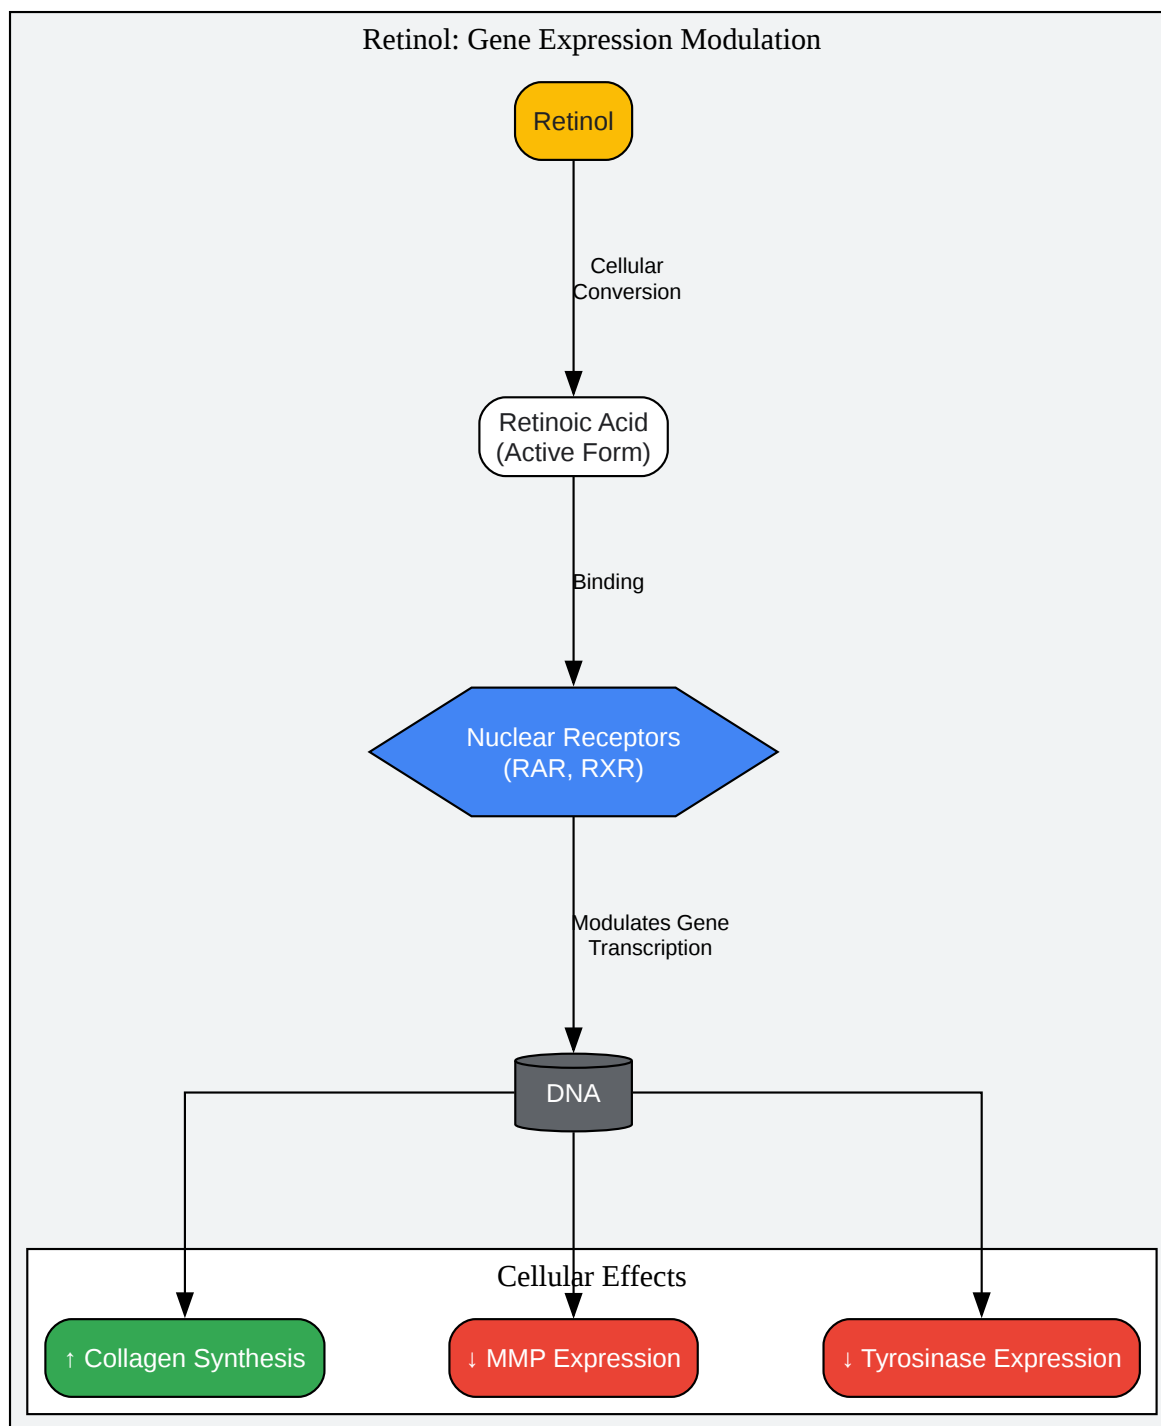 Retinol: Gene Expression Modulation
Retinol
Cellular
Conversion
Retinoic Acid
(Active Form)
Binding
Nuclear Receptors
(RAR, RXR)
Modulates Gene
Transcription
DNA
Cellular Effects
↑ Collagen Synthesis
↓ MMP Expression
↓ Tyrosinase Expression